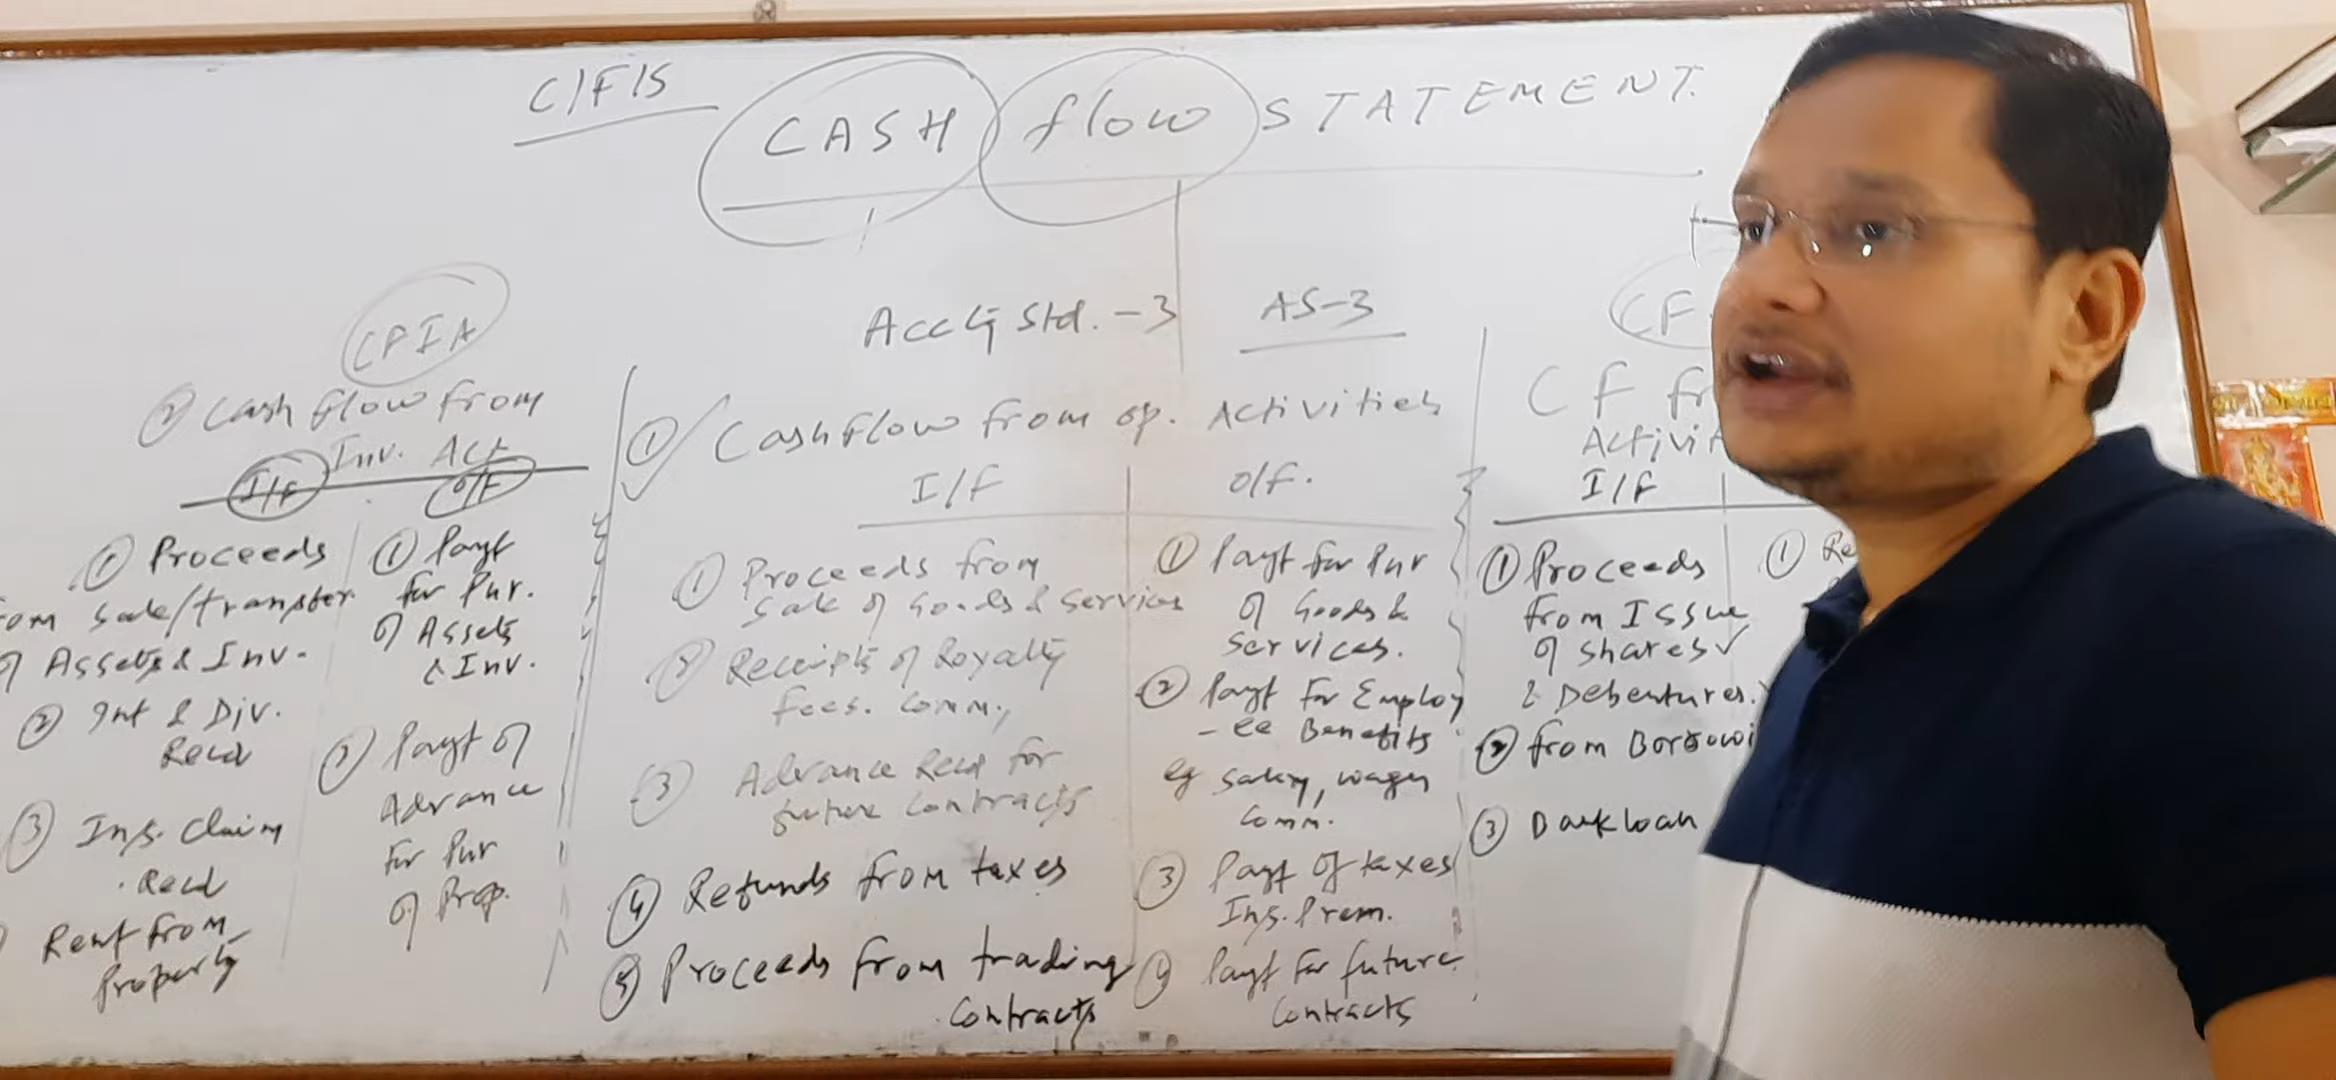 C/F/S
CASH flow STATEMENT.
Acctg Std. - 3 AS-3
CFIA
② Cash flow from
Inv. Act
I/F O/F
① Proceeds
from Sale/transfer
of Assets & Inv.
② Int & Div.
Recd
③ Ins. Claim
Recd
Rent from
Property
① Payt
for Pur.
of Assets
& Inv.
② Payt of
Advance
for Pur
of Prop.
① Cashflow from op. Activities
I/F O/F.
① Proceeds from
Sale of Goods & Services
② Receipts of Royalty
fees. Comm.,
③ Advance Recd for
future contracts
④ Refunds from taxes
⑤ Proceeds from trading
Contracts
① Payt for Pur
of Goods &
Services.
② Payt for Employ
-ee Benefits
eg Salary, wages
Comm.
③ Payt of taxes
Ins. Prem.
④ Payt for future
Contracts
CF
CF fr
Activit
I/F
① Proceeds
from Issue
of shares ✓
& Debentures.
② from Borrowi
③ Bank loan
① Re